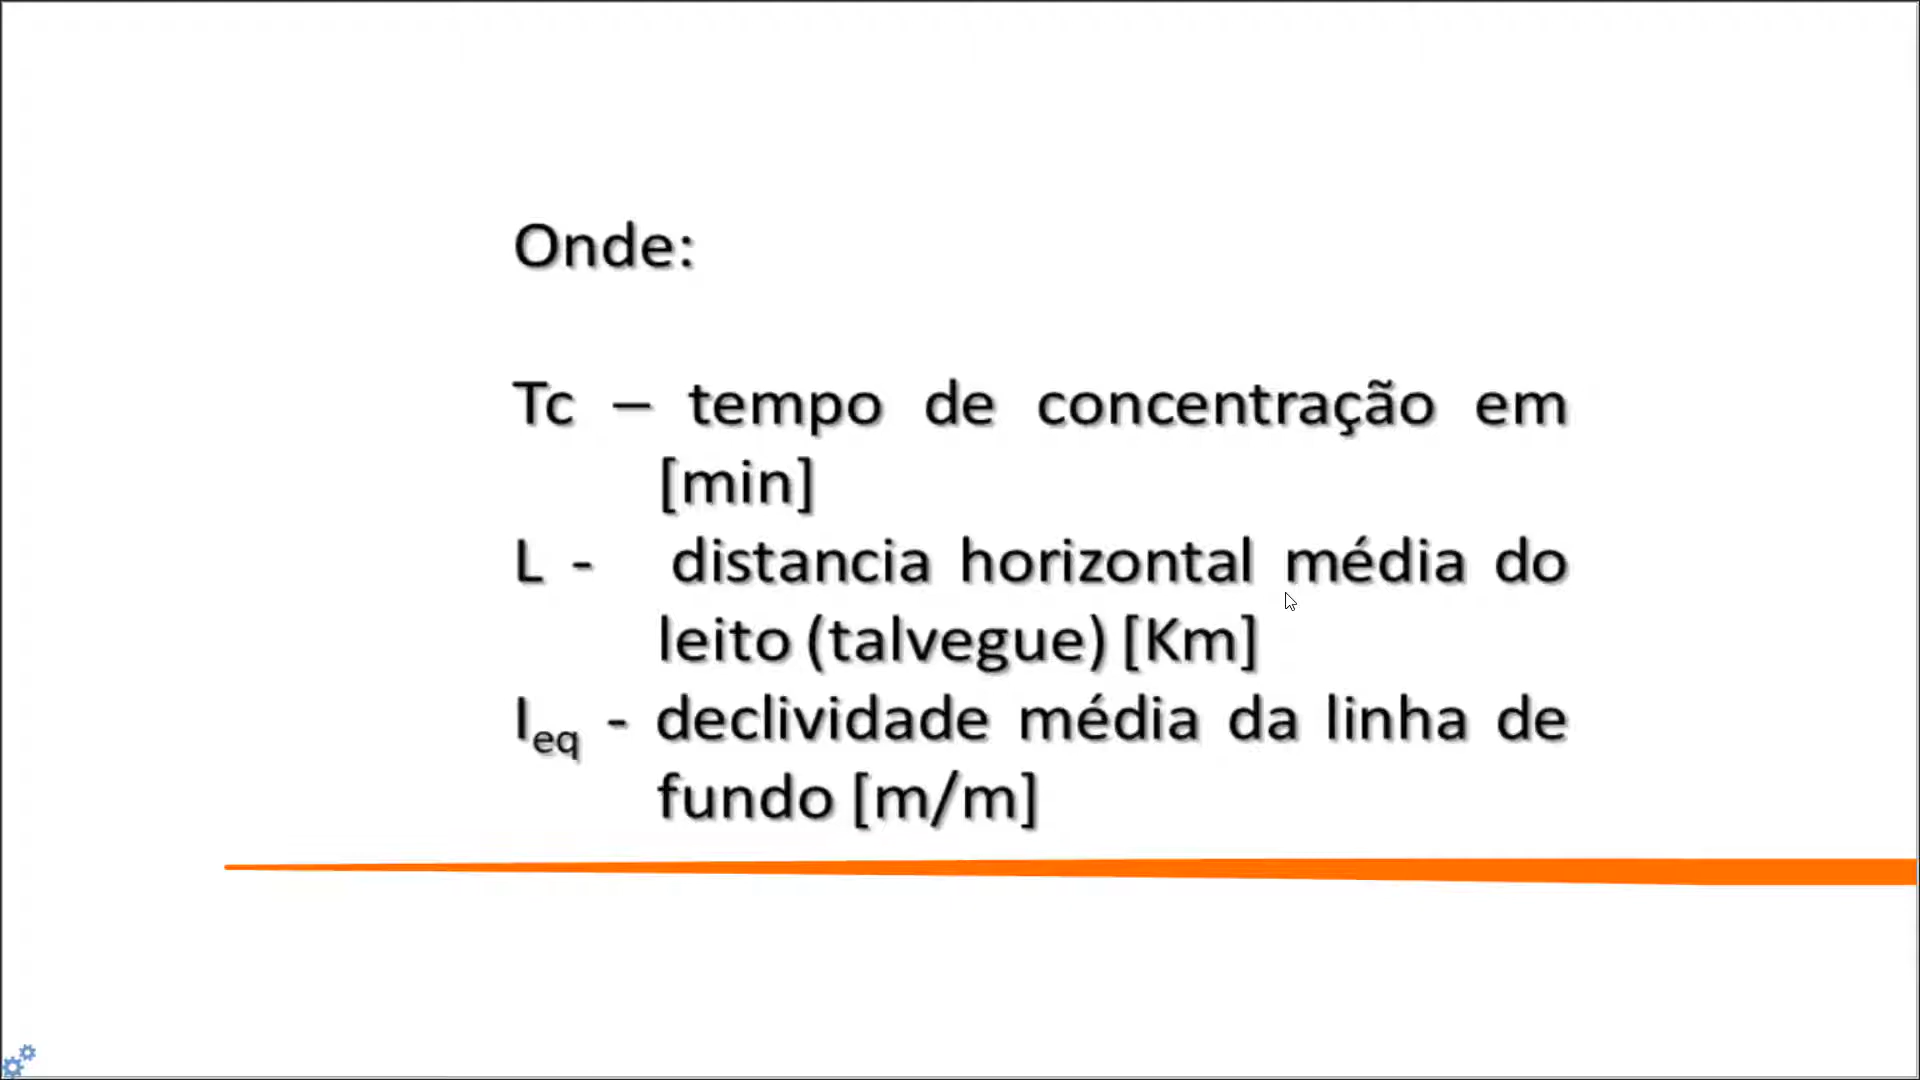 Onde:
Tc – tempo de concentração em
[min]
L - distancia horizontal média do
leito (talvegue) [Km]
Ieq - declividade média da linha de
fundo [m/m]